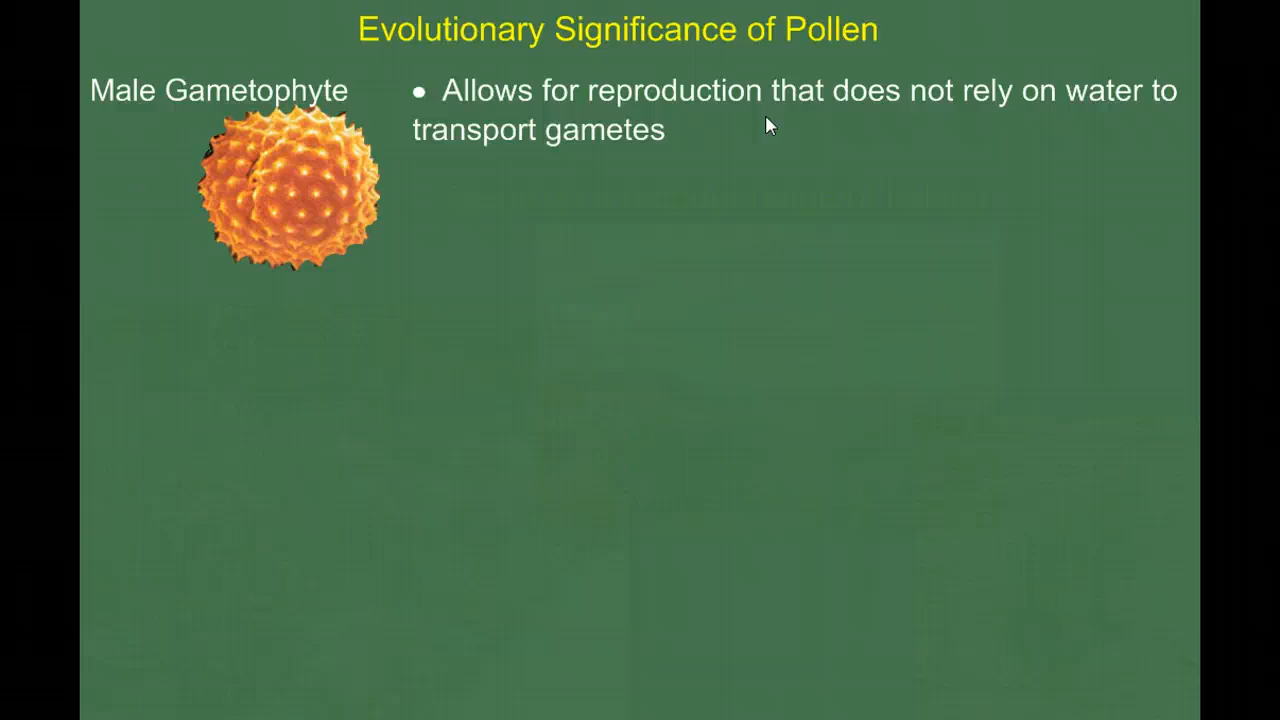 Evolutionary Significance of Pollen
Male Gametophyte
• Allows for reproduction that does not rely on water to
transport gametes